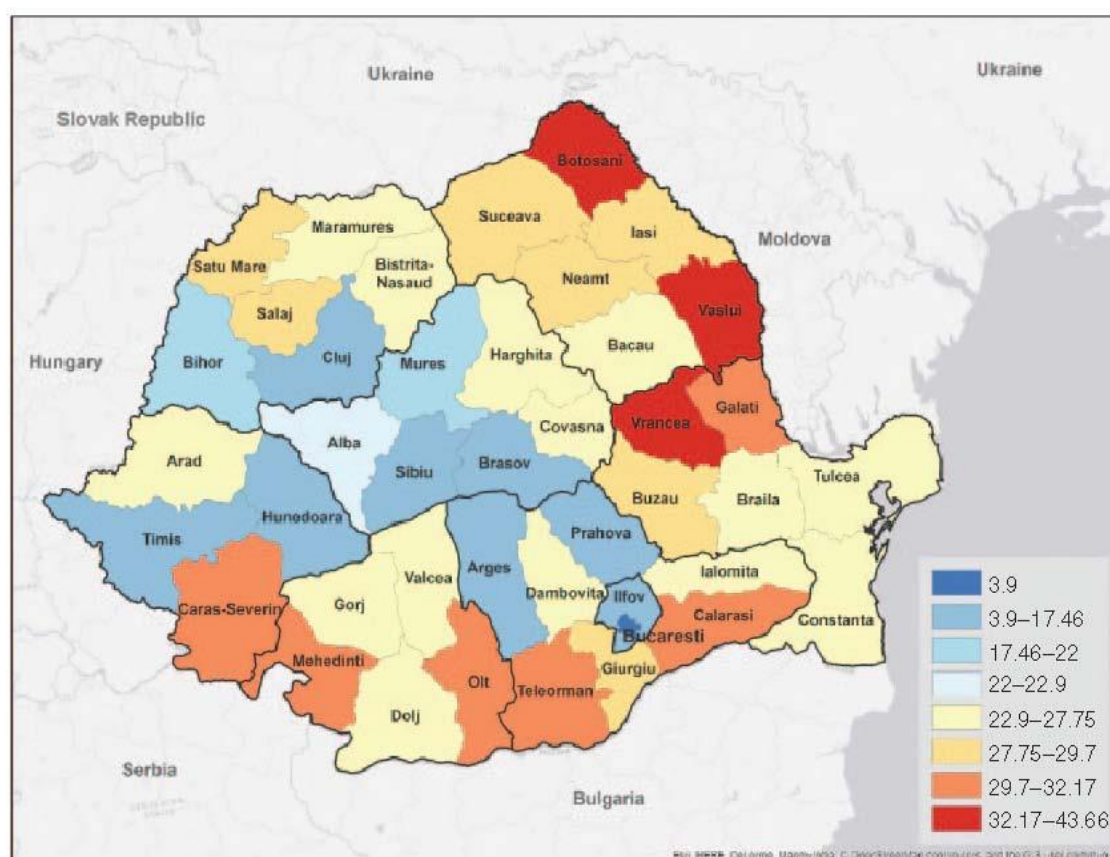 Ukraine
Ukraine
Slovak Republic
Botosani
Suceava
Maramures
Iasi
Moldova
Satu Mare
Bistrita-
Nasaud
Neamt
Salaj
Vaslui
Hungary
Bihor
Cluj
Mures
Harghita
Bacau
Galati
Vrancea
Covasna
Alba
Arad
Sibiu
Brasov
Tulcea
Buzau
Braila
Hunedoara
Timis
Prahova
Arges
Valcea
Ialomita
Dambovita
Ilfov
Gorj
Caras-Severin
Calarasi
Constanta
Bucaresti
Mehedinti
Giurgiu
Olt
Teleorman
Dolj
Serbia
Bulgaria
3.9
3.9–17.46
17.46–22
22–22.9
22.9–27.75
27.75–29.7
29.7–32.17
32.17–43.66